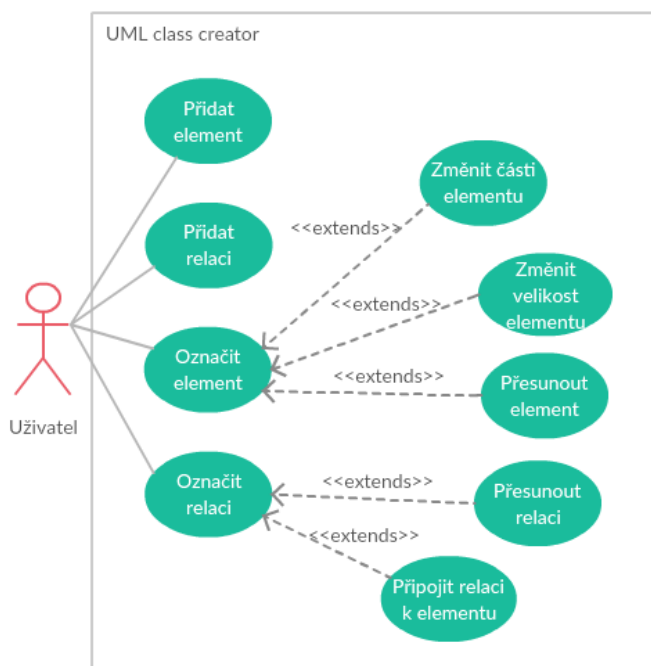 UML class creator
Přidat
element
Změnit části
elementu
<<extends>>
Přidat
relaci
Změnit
velikost
elementu
<<extends>>
Označit
element
<<extends>>
Přesunout
element
Uživatel
Označit
relaci
<<extends>>
Přesunout
relaci
<<extends>>
Připojit relaci
k elementu